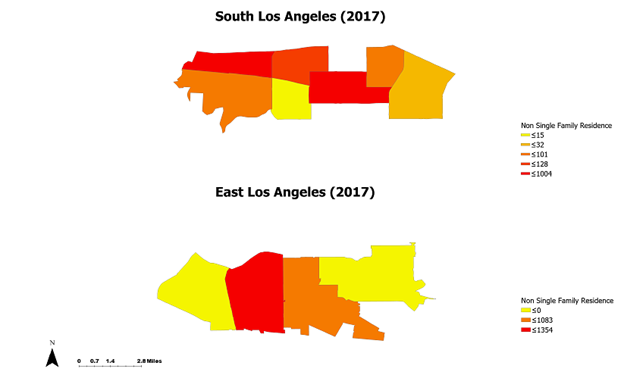 South Los Angeles (2017)
Non Single Family Residence
≤15
≤32
≤101
≤128
≤1004
East Los Angeles (2017)
Non Single Family Residence
≤0
≤1083
≤1354
N
0 0.7 1.4 2.8 Miles